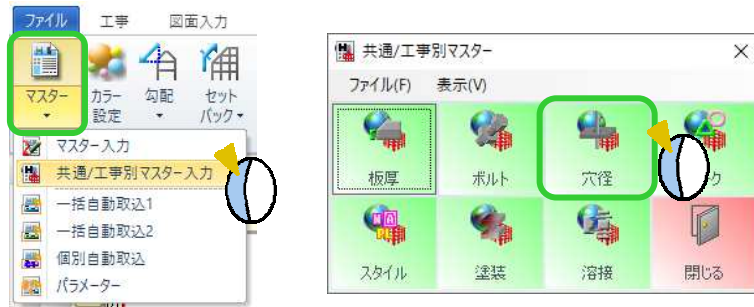 ファイル 工事 図面入力
マスター カラー設定 勾配 セットバック
マスター入力
共通/工事別マスター入力
一括自動取込1
一括自動取込2
個別自動取込
パラメーター
共通/工事別マスター
ファイル(F) 表示(V)
板厚 ボルト 穴径 ク
スタイル 塗装 溶接 閉じる